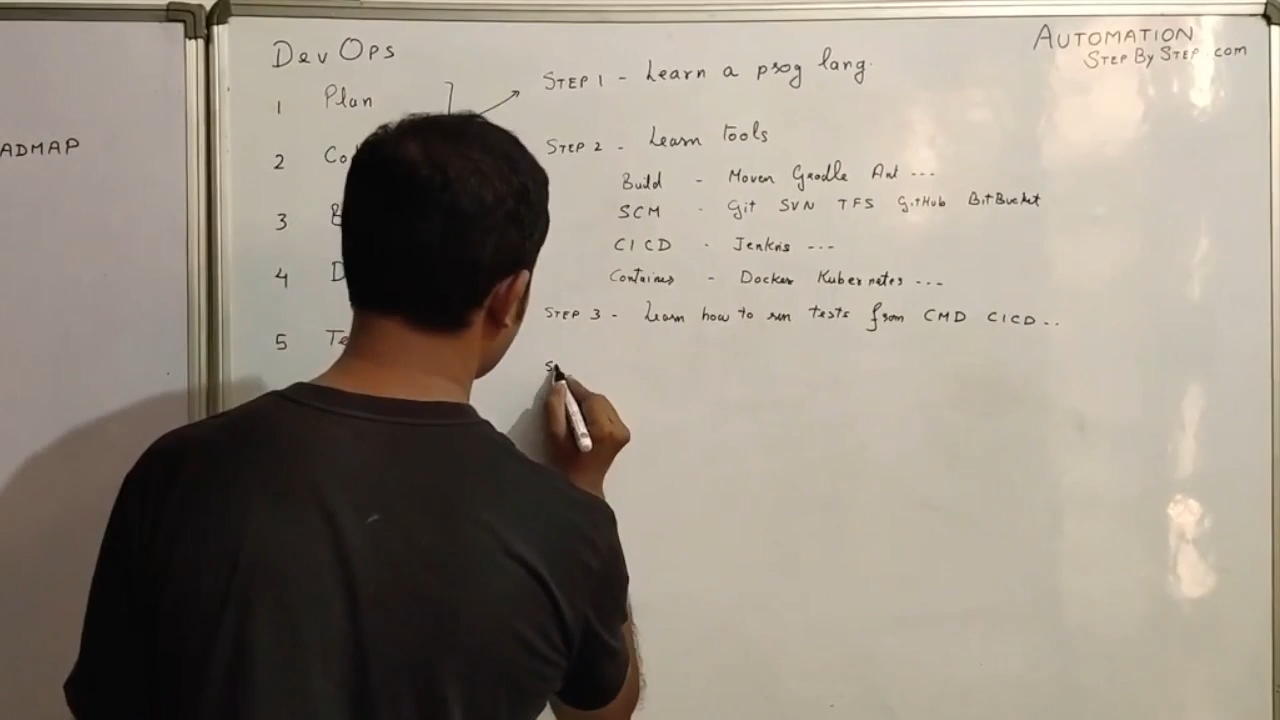 ADMAP
DevOps
1 Plan
2 Co
3 B
4 D
5 Te
AUTOMATION
STEP BY STEP.com
STEP 1 - Learn a prog lang.
STEP 2 - Learn tools
Build - Maven Gradle Ant ...
SCM - Git SVN TFS GitHub BitBucket
CI CD - Jenkins ---
Containers - Docker Kubernetes ...
STEP 3 - Learn how to run tests from CMD CICD..
S